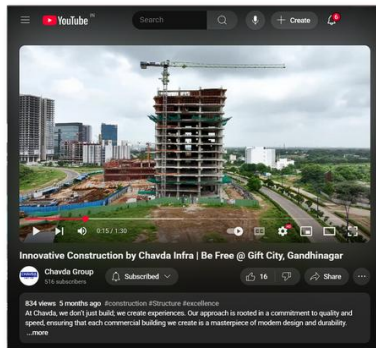 YouTube IN
Search
Create
6
0:15 / 1:30
Innovative Construction by Chavda Infra | Be Free @ Gift City, Gandhinagar
Chavda Group
516 subscribers
Subscribed
16
Share
834 views 5 months ago #construction #Structure #excellence
At Chavda, we don't just build; we create experiences. Our approach is rooted in a commitment to quality and
speed, ensuring that each commercial building we create is a masterpiece of modern design and durability.
...more